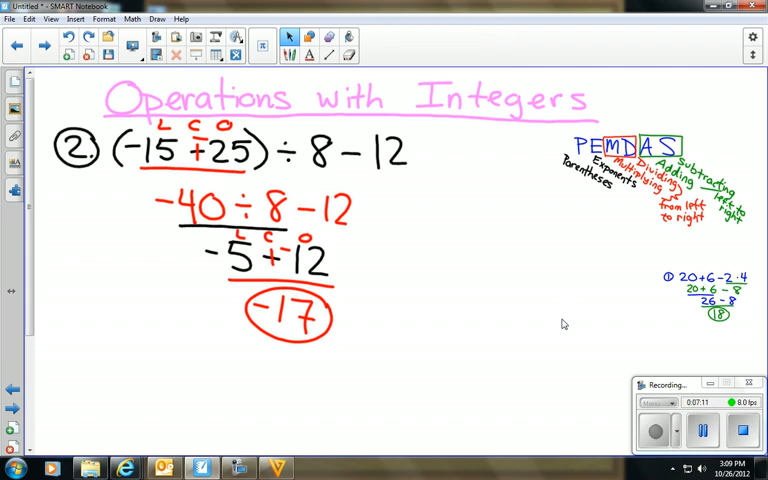 Untitled * - SMART Notebook
File Edit View Insert Format Math Draw Help
Operations with Integers
L C O
2. (-15 - + 25) ÷ 8 - 12
-40 ÷ 8 - 12
L C O
-5 + -12
-17
PEMDAS
Parentheses
Exponents
Multiplying
Dividing
from left
to right
Adding
Subtracting
left to
right
1 20+6-2·4
20+6-8
26-8
18
Recording...
Menu
0:07:11 8.0 fps
3:09 PM
10/26/2012